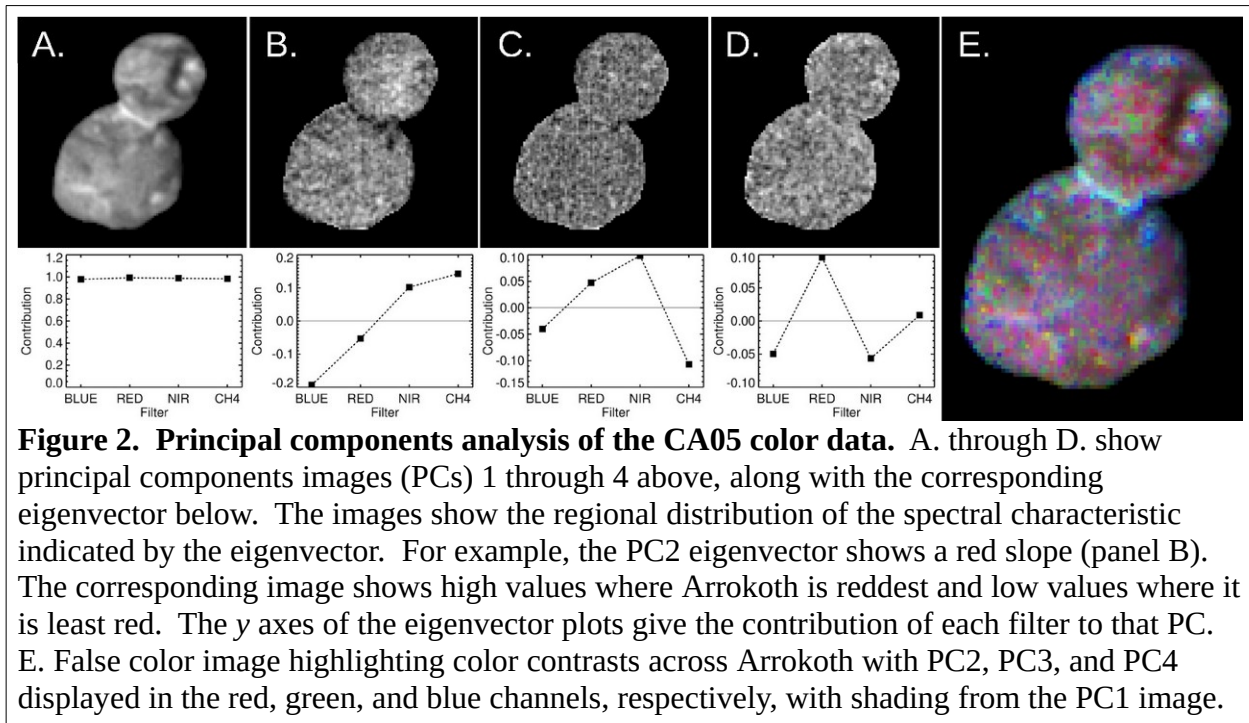 A. B. C. D. E.
1.2 1.0 0.8 0.6 0.4 0.2 0.0
Contribution
BLUE RED NIR CH4
Filter
0.2 0.1 0.0 -0.1 -0.2
Contribution
BLUE RED NIR CH4
Filter
0.10 0.05 0.00 -0.05 -0.10 -0.15
Contribution
BLUE RED NIR CH4
Filter
0.10 0.05 0.00 -0.05 -0.10
Contribution
BLUE RED NIR CH4
Filter
Figure 2. Principal components analysis of the CA05 color data. A. through D. show
principal components images (PCs) 1 through 4 above, along with the corresponding
eigenvector below. The images show the regional distribution of the spectral characteristic
indicated by the eigenvector. For example, the PC2 eigenvector shows a red slope (panel B).
The corresponding image shows high values where Arrokoth is reddest and low values where it
is least red. The y axes of the eigenvector plots give the contribution of each filter to that PC.
E. False color image highlighting color contrasts across Arrokoth with PC2, PC3, and PC4
displayed in the red, green, and blue channels, respectively, with shading from the PC1 image.